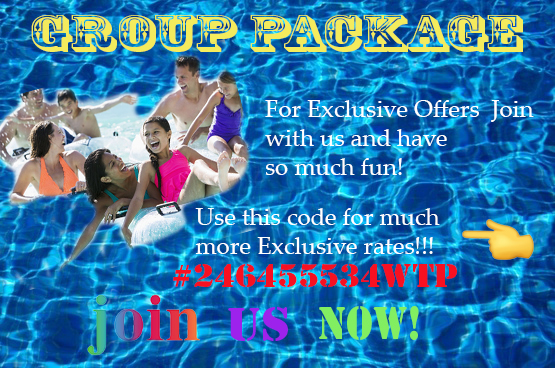 GROUP PACKAGE
For Exclusive Offers Join
with us and have
so much fun!
Use this code for much
more Exclusive rates!!!
#246455534WTP
join US NOW!